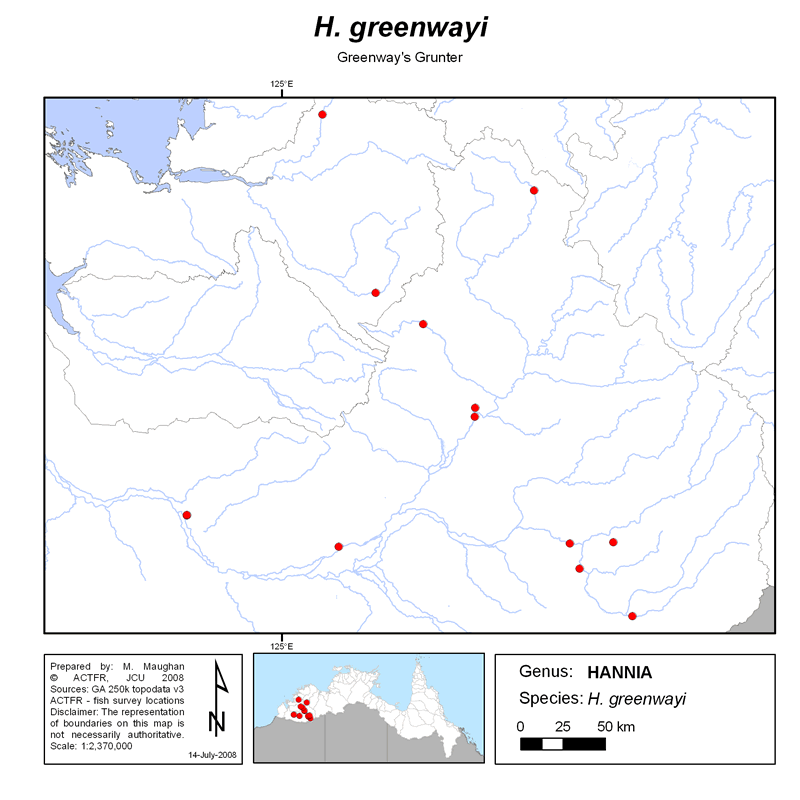 H. greenwayi
Greenway's Grunter
125°E
125°E
Prepared by: M. Maughan
© ACTFR, JCU 2008
Sources: GA 250k topodata v3
ACTFR - fish survey locations
Disclaimer: The representation
of boundaries on this map is
not necessarily authoritative.
Scale: 1:2,370,000
N
14-July-2008
Genus: HANNIA
Species: H. greenwayi
0 25 50 km